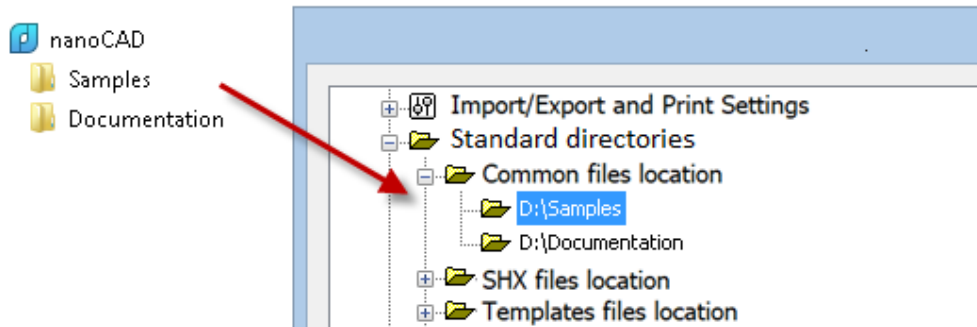 nanoCAD
Samples
Documentation
Import/Export and Print Settings
Standard directories
Common files location
D:\Samples
D:\Documentation
SHX files location
Templates files location